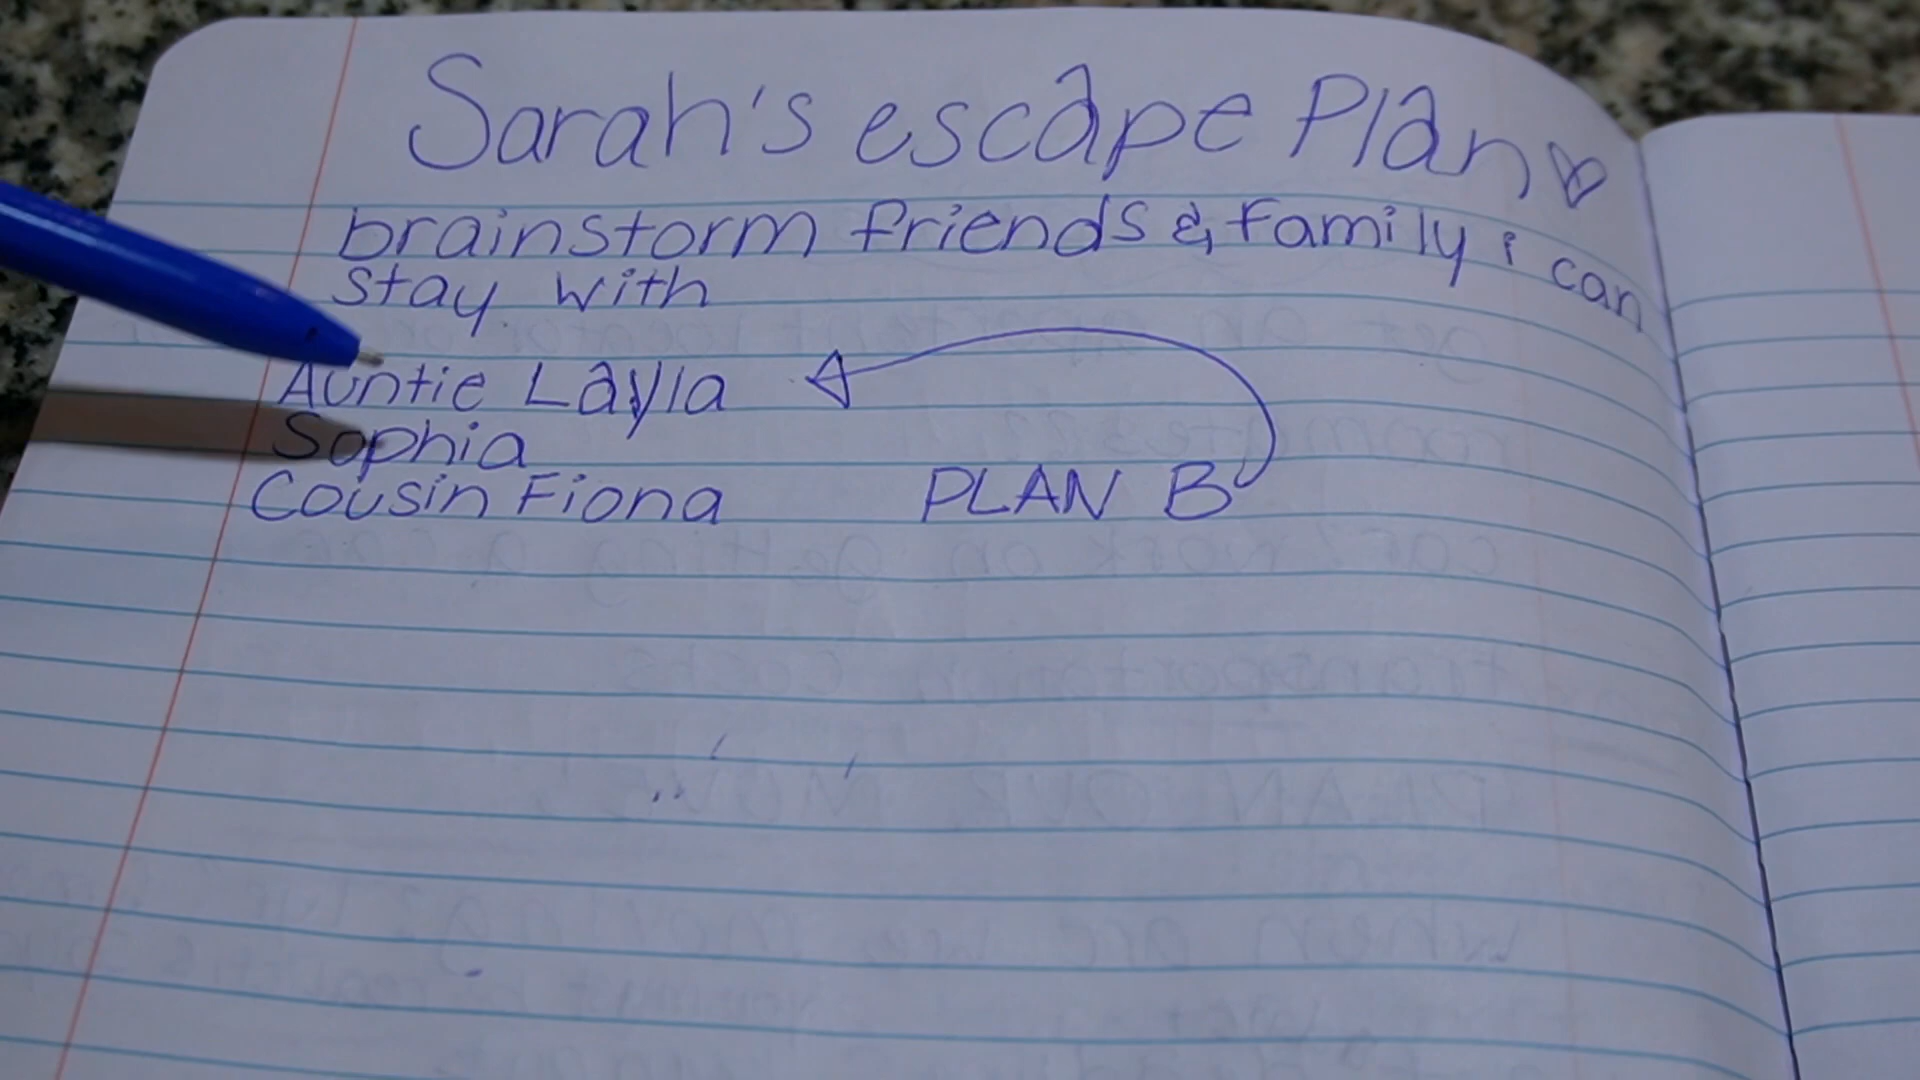 Sarah's escape Plan
brainstorm friends & family i can
stay with
Auntie Layla
Sophia
Cousin Fiona PLAN B